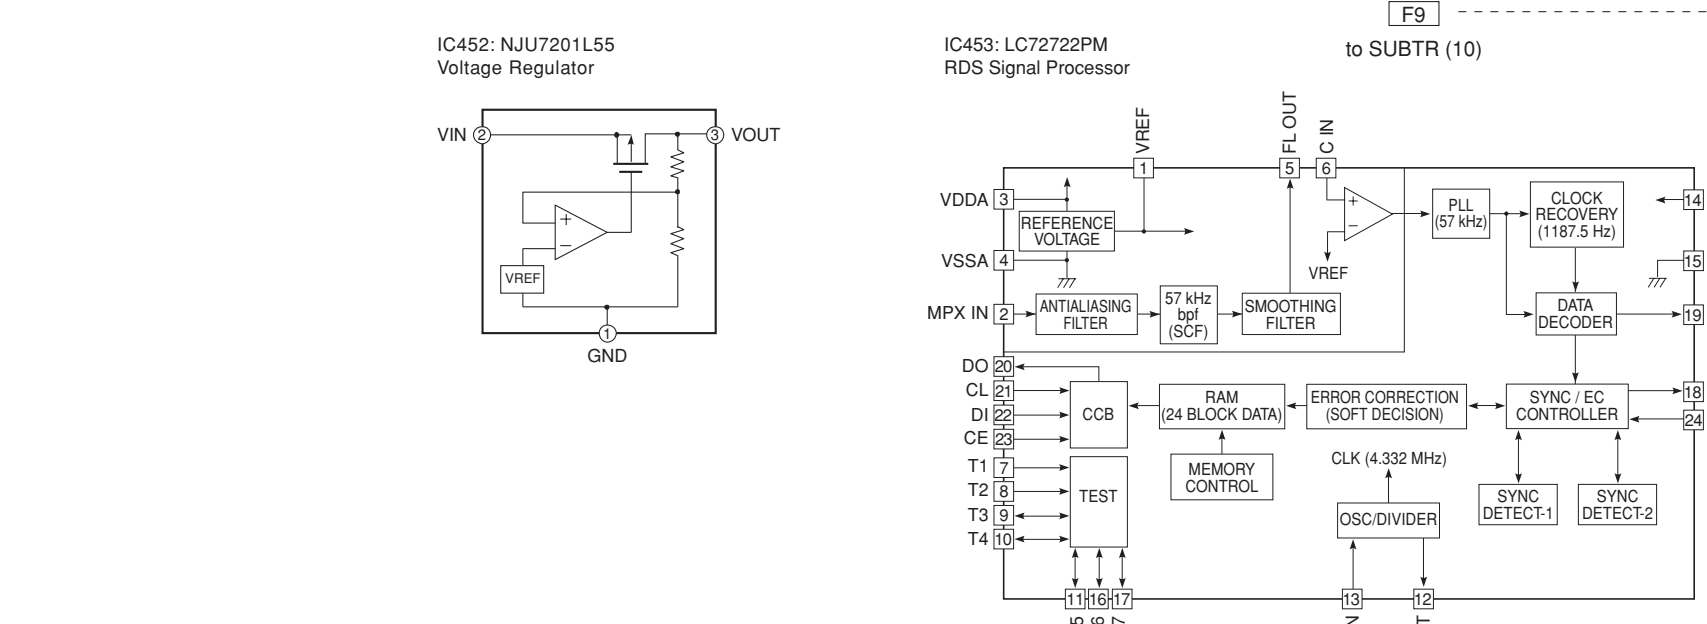 F9
to SUBTR (10)
IC452: NJU7201L55
Voltage Regulator
VIN
2
3
VOUT
+
−
VREF
1
GND
IC453: LC72722PM
RDS Signal Processor
VREF
FL OUT
C IN
1
5
6
VDDA
3
REFERENCE
VOLTAGE
VSSA
4
+
−
VREF
PLL
(57 kHz)
CLOCK
RECOVERY
(1187.5 Hz)
14
15
MPX IN
2
ANTIALIASING
FILTER
57 kHz
bpf
(SCF)
SMOOTHING
FILTER
DATA
DECODER
19
DO
20
CL
21
DI
22
CE
23
CCB
RAM
(24 BLOCK DATA)
ERROR CORRECTION
(SOFT DECISION)
SYNC / EC
CONTROLLER
18
24
T1
7
T2
8
T3
9
T4
10
TEST
MEMORY
CONTROL
CLK (4.332 MHz)
OSC/DIVIDER
SYNC
DETECT-1
SYNC
DETECT-2
11
16
17
13
12
5
6
7
N
T